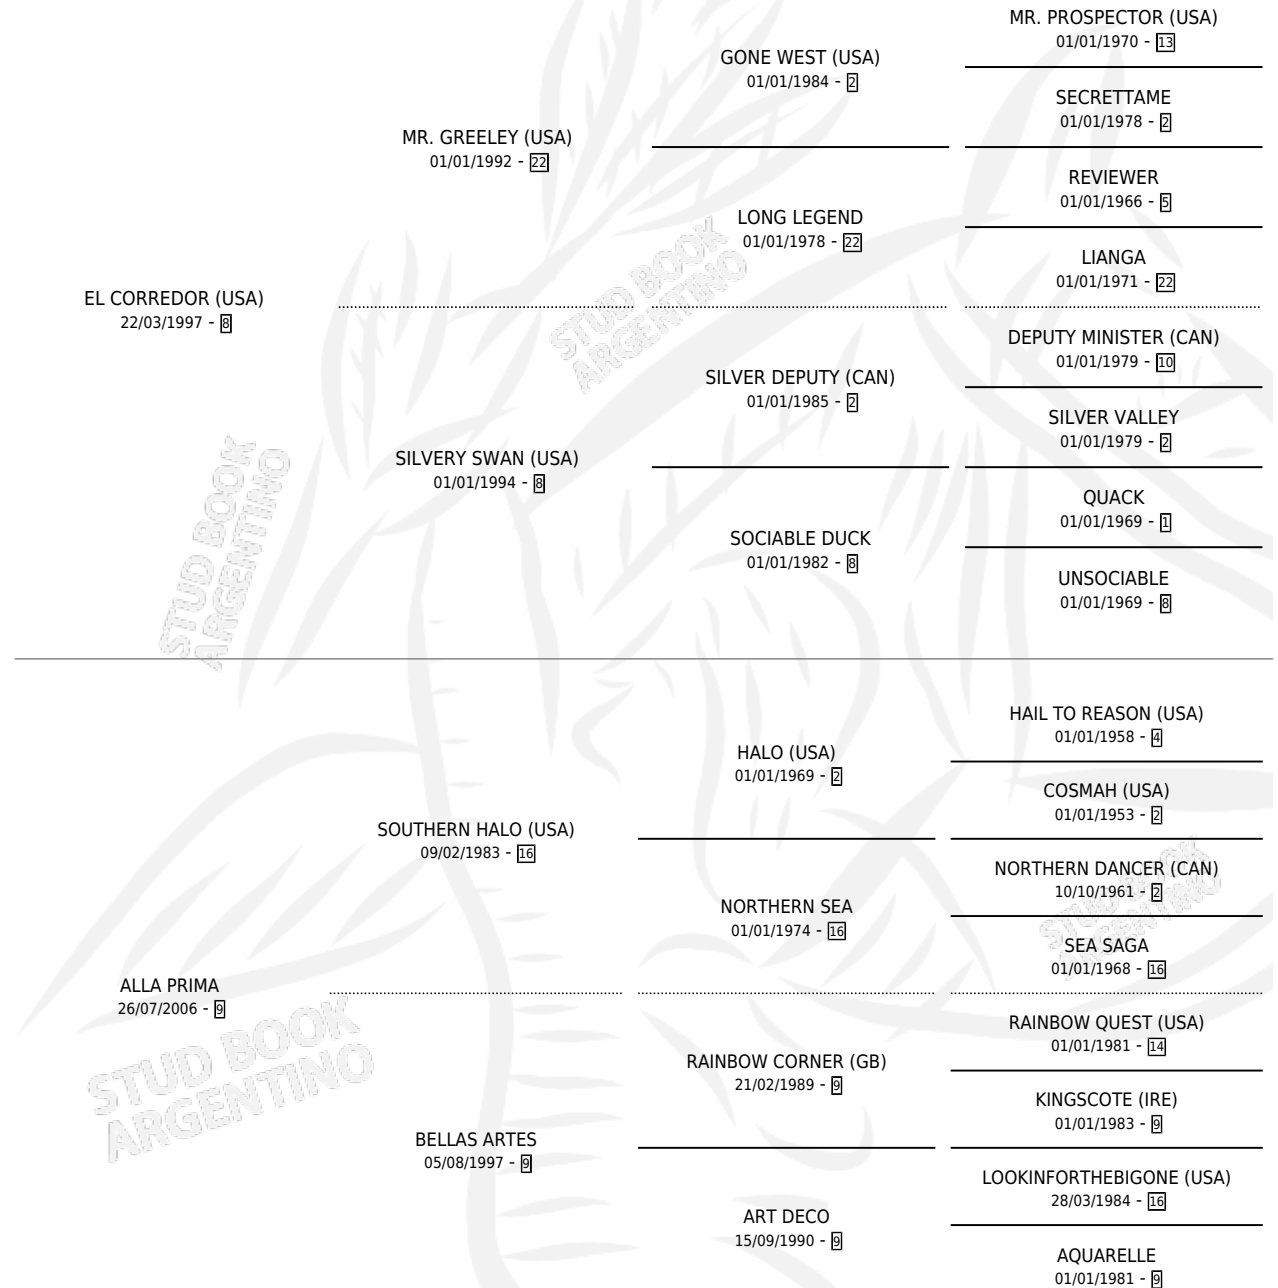 MR. PROSPECTOR (USA)
01/01/1970 - 13
GONE WEST (USA)
01/01/1984 - 2
SECRETTAME
01/01/1978 - 2
MR. GREELEY (USA)
01/01/1992 - 22
REVIEWER
01/01/1966 - 5
LONG LEGEND
01/01/1978 - 22
LIANGA
01/01/1971 - 22
EL CORREDOR (USA)
22/03/1997 - 8
STUD BOOK
ARGENTINO
DEPUTY MINISTER (CAN)
01/01/1979 - 10
SILVER DEPUTY (CAN)
01/01/1985 - 2
SILVER VALLEY
01/01/1979 - 2
SILVERY SWAN (USA)
01/01/1994 - 8
QUACK
01/01/1969 - 1
SOCIABLE DUCK
01/01/1982 - 8
UNSOCIABLE
01/01/1969 - 8
STUD BOOK
ARGENTINO
HAIL TO REASON (USA)
01/01/1958 - 4
HALO (USA)
01/01/1969 - 2
COSMAH (USA)
01/01/1953 - 2
SOUTHERN HALO (USA)
09/02/1983 - 16
NORTHERN DANCER (CAN)
10/10/1961 - 2
NORTHERN SEA
01/01/1974 - 16
SEA SAGA
01/01/1968 - 16
STUD BOOK
ARGENTINO
ALLA PRIMA
26/07/2006 - 9
RAINBOW QUEST (USA)
01/01/1981 - 14
RAINBOW CORNER (GB)
21/02/1989 - 9
KINGSCOTE (IRE)
01/01/1983 - 9
STUD BOOK
ARGENTINO
BELLAS ARTES
05/08/1997 - 9
LOOKINFORTHEBIGONE (USA)
28/03/1984 - 16
ART DECO
15/09/1990 - 9
AQUARELLE
01/01/1981 - 9